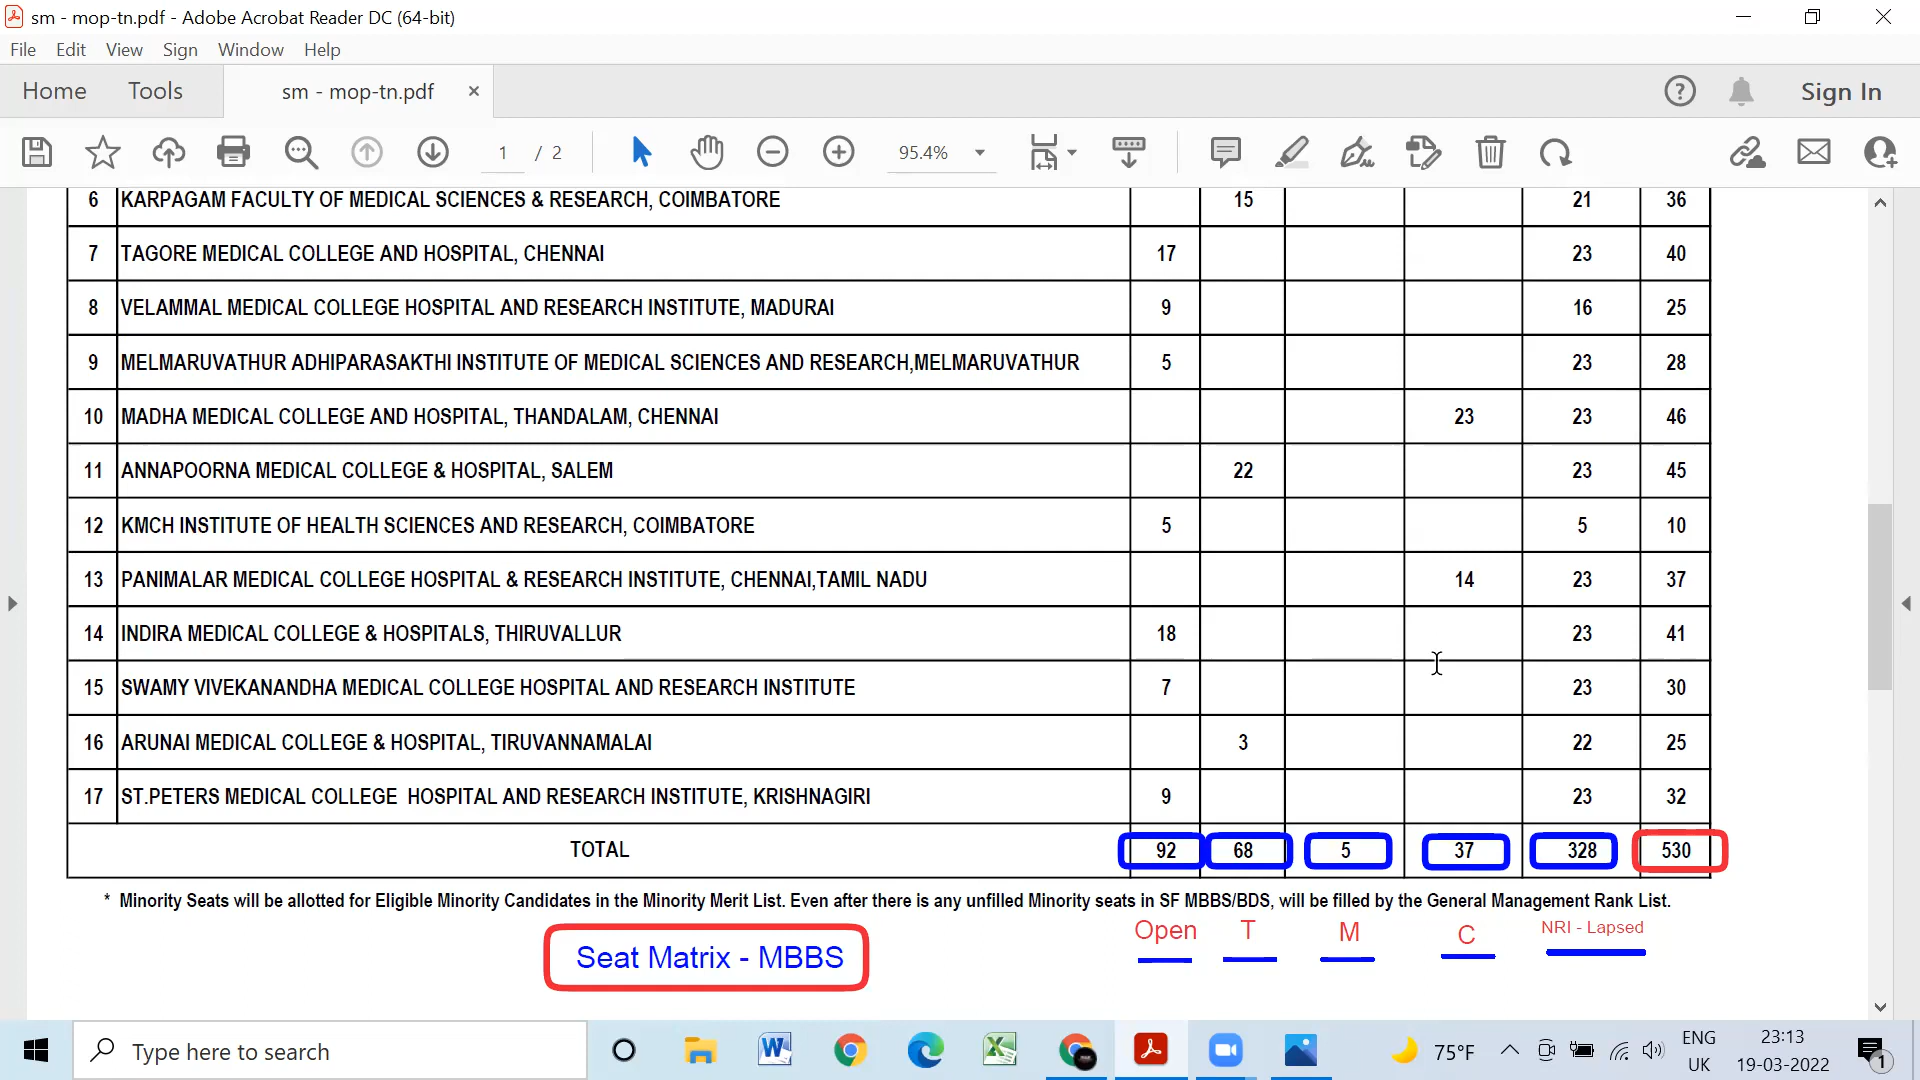 sm - mop-tn.pdf - Adobe Acrobat Reader DC (64-bit)
File Edit View Sign Window Help
Home Tools sm - mop-tn.pdf × Sign In
1 / 2 95.4%
6 KARPAGAM FACULTY OF MEDICAL SCIENCES & RESEARCH, COIMBATORE 15 21 36
7 TAGORE MEDICAL COLLEGE AND HOSPITAL, CHENNAI 17 23 40
8 VELAMMAL MEDICAL COLLEGE HOSPITAL AND RESEARCH INSTITUTE, MADURAI 9 16 25
9 MELMARUVATHUR ADHIPARASAKTHI INSTITUTE OF MEDICAL SCIENCES AND RESEARCH,MELMARUVATHUR 5 23 28
10 MADHA MEDICAL COLLEGE AND HOSPITAL, THANDALAM, CHENNAI 23 23 46
11 ANNAPOORNA MEDICAL COLLEGE & HOSPITAL, SALEM 22 23 45
12 KMCH INSTITUTE OF HEALTH SCIENCES AND RESEARCH, COIMBATORE 5 5 10
13 PANIMALAR MEDICAL COLLEGE HOSPITAL & RESEARCH INSTITUTE, CHENNAI,TAMIL NADU 14 23 37
14 INDIRA MEDICAL COLLEGE & HOSPITALS, THIRUVALLUR 18 23 41
15 SWAMY VIVEKANANDHA MEDICAL COLLEGE HOSPITAL AND RESEARCH INSTITUTE 7 23 30
16 ARUNAI MEDICAL COLLEGE & HOSPITAL, TIRUVANNAMALAI 3 22 25
17 ST.PETERS MEDICAL COLLEGE HOSPITAL AND RESEARCH INSTITUTE, KRISHNAGIRI 9 23 32
TOTAL 92 68 5 37 328 530
* Minority Seats will be allotted for Eligible Minority Candidates in the Minority Merit List. Even after there is any unfilled Minority seats in SF MBBS/BDS, will be filled by the General Management Rank List.
Open T M C NRI - Lapsed
Seat Matrix - MBBS
Type here to search 75°F ENG 23:13
UK 19-03-2022 1